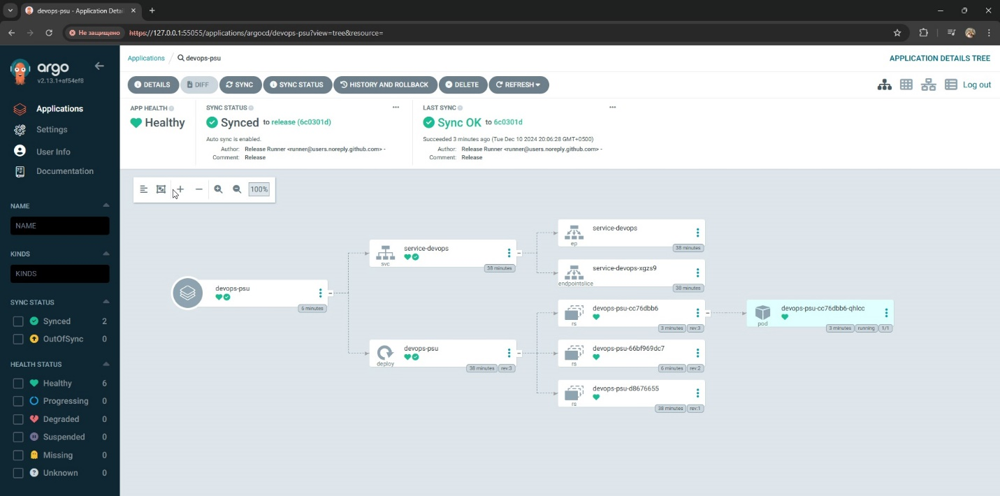 devops-psu - Application Detai
Не защищено https://127.0.0.1:55055/applications/argocd/devops-psu?view=tree&resource=
argo
v2.13.1+af54ef8
Applications
Settings
User Info
Documentation
NAME
NAME
KINDS
KINDS
SYNC STATUS
Synced 2
OutOfSync 0
HEALTH STATUS
Healthy 6
Progressing 0
Degraded 0
Suspended 0
Missing 0
Unknown 0
Applications / devops-psu
APPLICATION DETAILS TREE
DETAILS DIFF SYNC SYNC STATUS HISTORY AND ROLLBACK DELETE REFRESH
Log out
APP HEALTH
Healthy
SYNC STATUS
Synced to release (6c0301d)
Auto sync is enabled.
Author: Release Runner <runner@users.noreply.github.com> -
Comment: Release
LAST SYNC
Sync OK to 6c0301d
Succeeded 3 minutes ago (Tue Dec 10 2024 20:06:28 GMT+0500)
Author: Release Runner <runner@users.noreply.github.com> -
Comment: Release
100%
devops-psu
6 minutes
service-devops
svc
38 minutes
devops-psu
deploy
38 minutes rev:3
service-devops
ep
38 minutes
service-devops-xgzs9
endpointslice
38 minutes
devops-psu-cc76dbb6
rs
3 minutes rev:3
devops-psu-66bf969dc7
rs
6 minutes rev:2
devops-psu-d8676655
rs
38 minutes rev:1
devops-psu-cc76dbb6-qhlcc
pod
3 minutes running 1/1